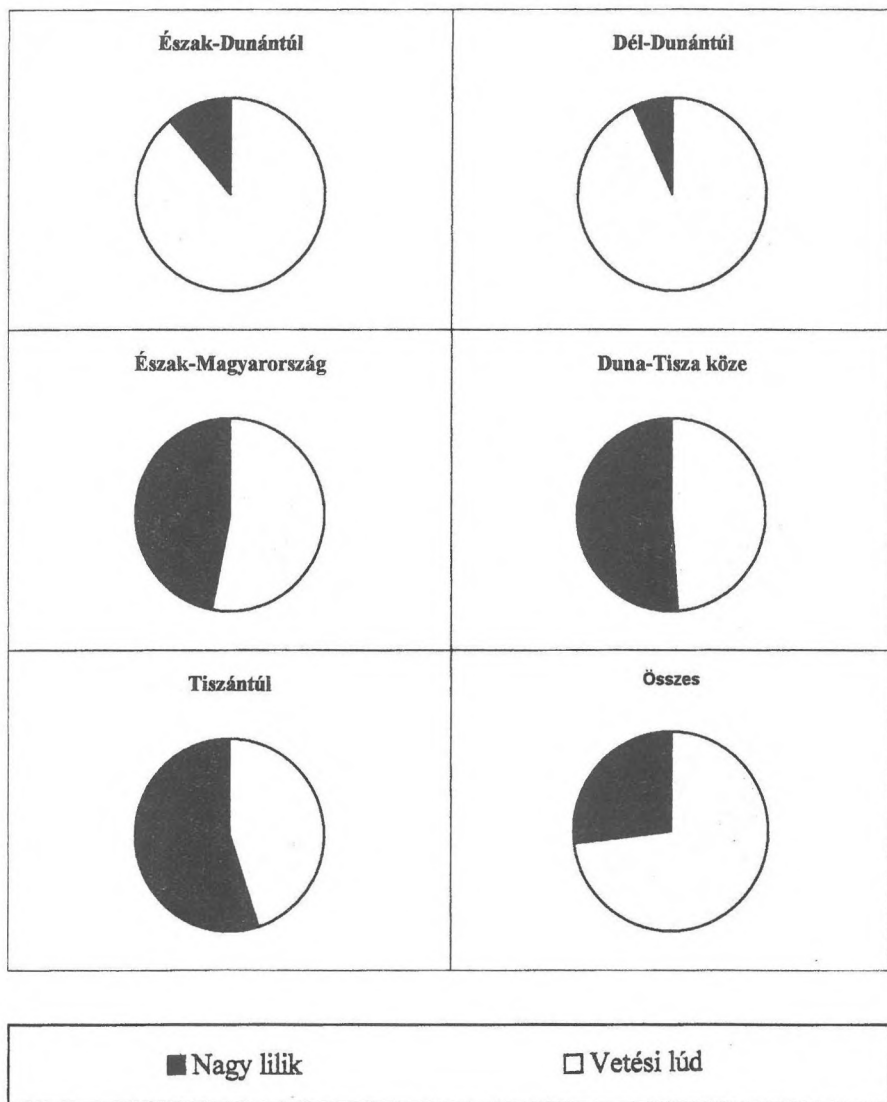 Észak-Dunántúl
Dél-Dunántúl
Észak-Magyarország
Duna-Tisza köze
Tiszántúl
Összes
Nagy lilik
Vetési lúd